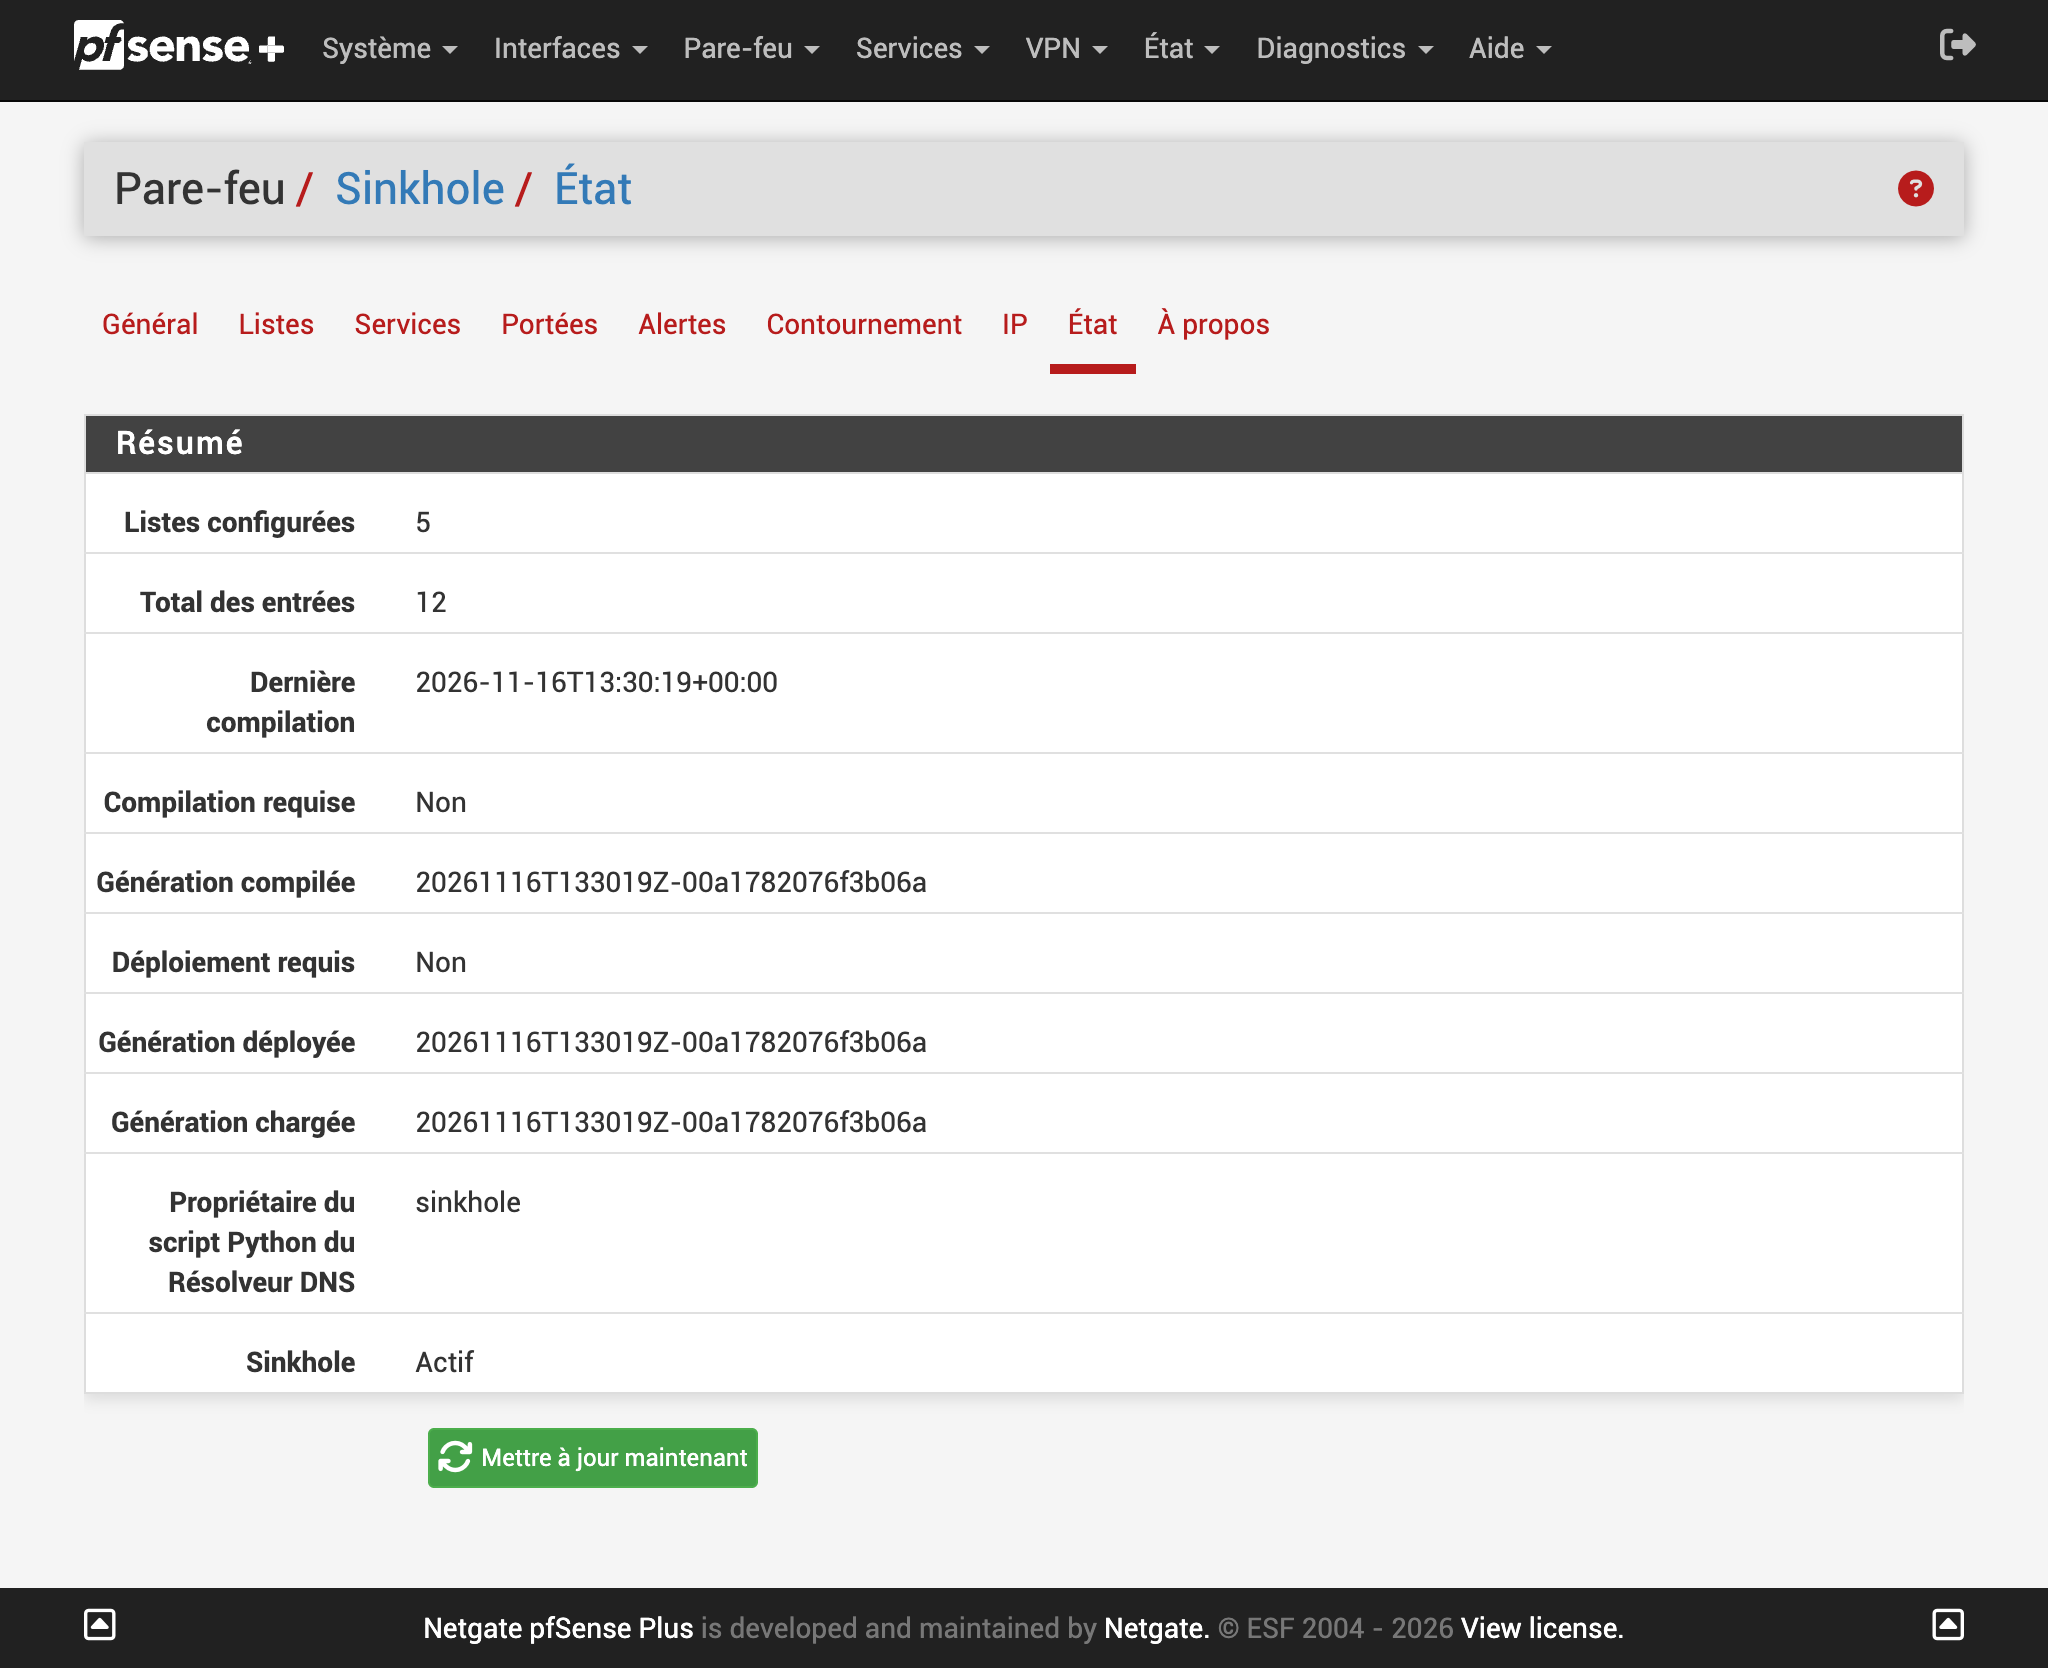 pfsense+ Système Interfaces Pare-feu Services VPN État Diagnostics Aide
Pare-feu / Sinkhole / État
?
Général Listes Services Portées Alertes Contournement IP État À propos
Résumé
Listes configurées 5
Total des entrées 12
Dernière compilation 2026-11-16T13:30:19+00:00
Compilation requise Non
Génération compilée 20261116T133019Z-00a1782076f3b06a
Déploiement requis Non
Génération déployée 20261116T133019Z-00a1782076f3b06a
Génération chargée 20261116T133019Z-00a1782076f3b06a
Propriétaire du script Python du Résolveur DNS sinkhole
Sinkhole Actif
Mettre à jour maintenant
Netgate pfSense Plus is developed and maintained by Netgate. © ESF 2004 - 2026 View license.